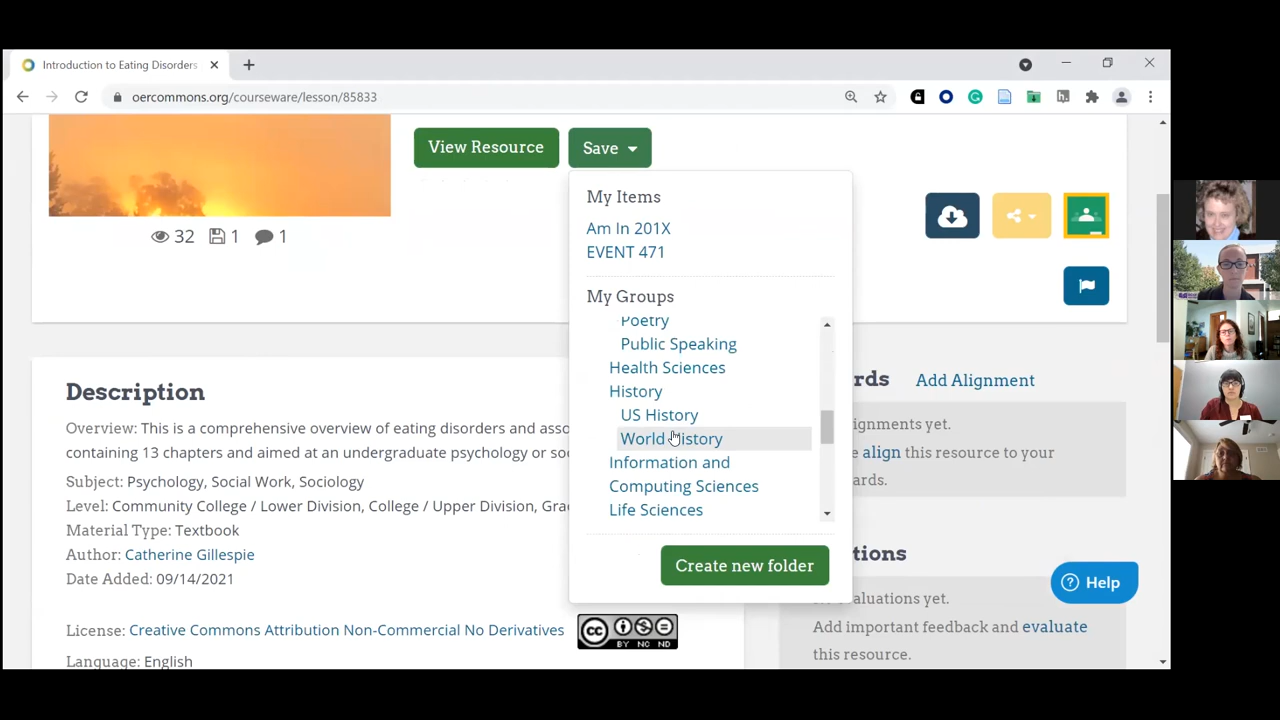 Introduction to Eating Disorders
oercommons.org/courseware/lesson/85833
View Resource
Save
32
1
1
My Items
Am In 201X
EVENT 471
My Groups
Poetry
Public Speaking
Health Sciences
History
US History
World History
Information and
Computing Sciences
Life Sciences
Create new folder
Description
Overview: This is a comprehensive overview of eating disorders and asso
containing 13 chapters and aimed at an undergraduate psychology or soc
Subject: Psychology, Social Work, Sociology
Level: Community College / Lower Division, College / Upper Division, Gra
Material Type: Textbook
Author: Catherine Gillespie
Date Added: 09/14/2021
License: Creative Commons Attribution Non-Commercial No Derivatives
CC
BY NC ND
Language: English
rds Add Alignment
ignments yet.
align this resource to your
ards.
tions
evaluations yet.
Add important feedback and evaluate
this resource.
Help